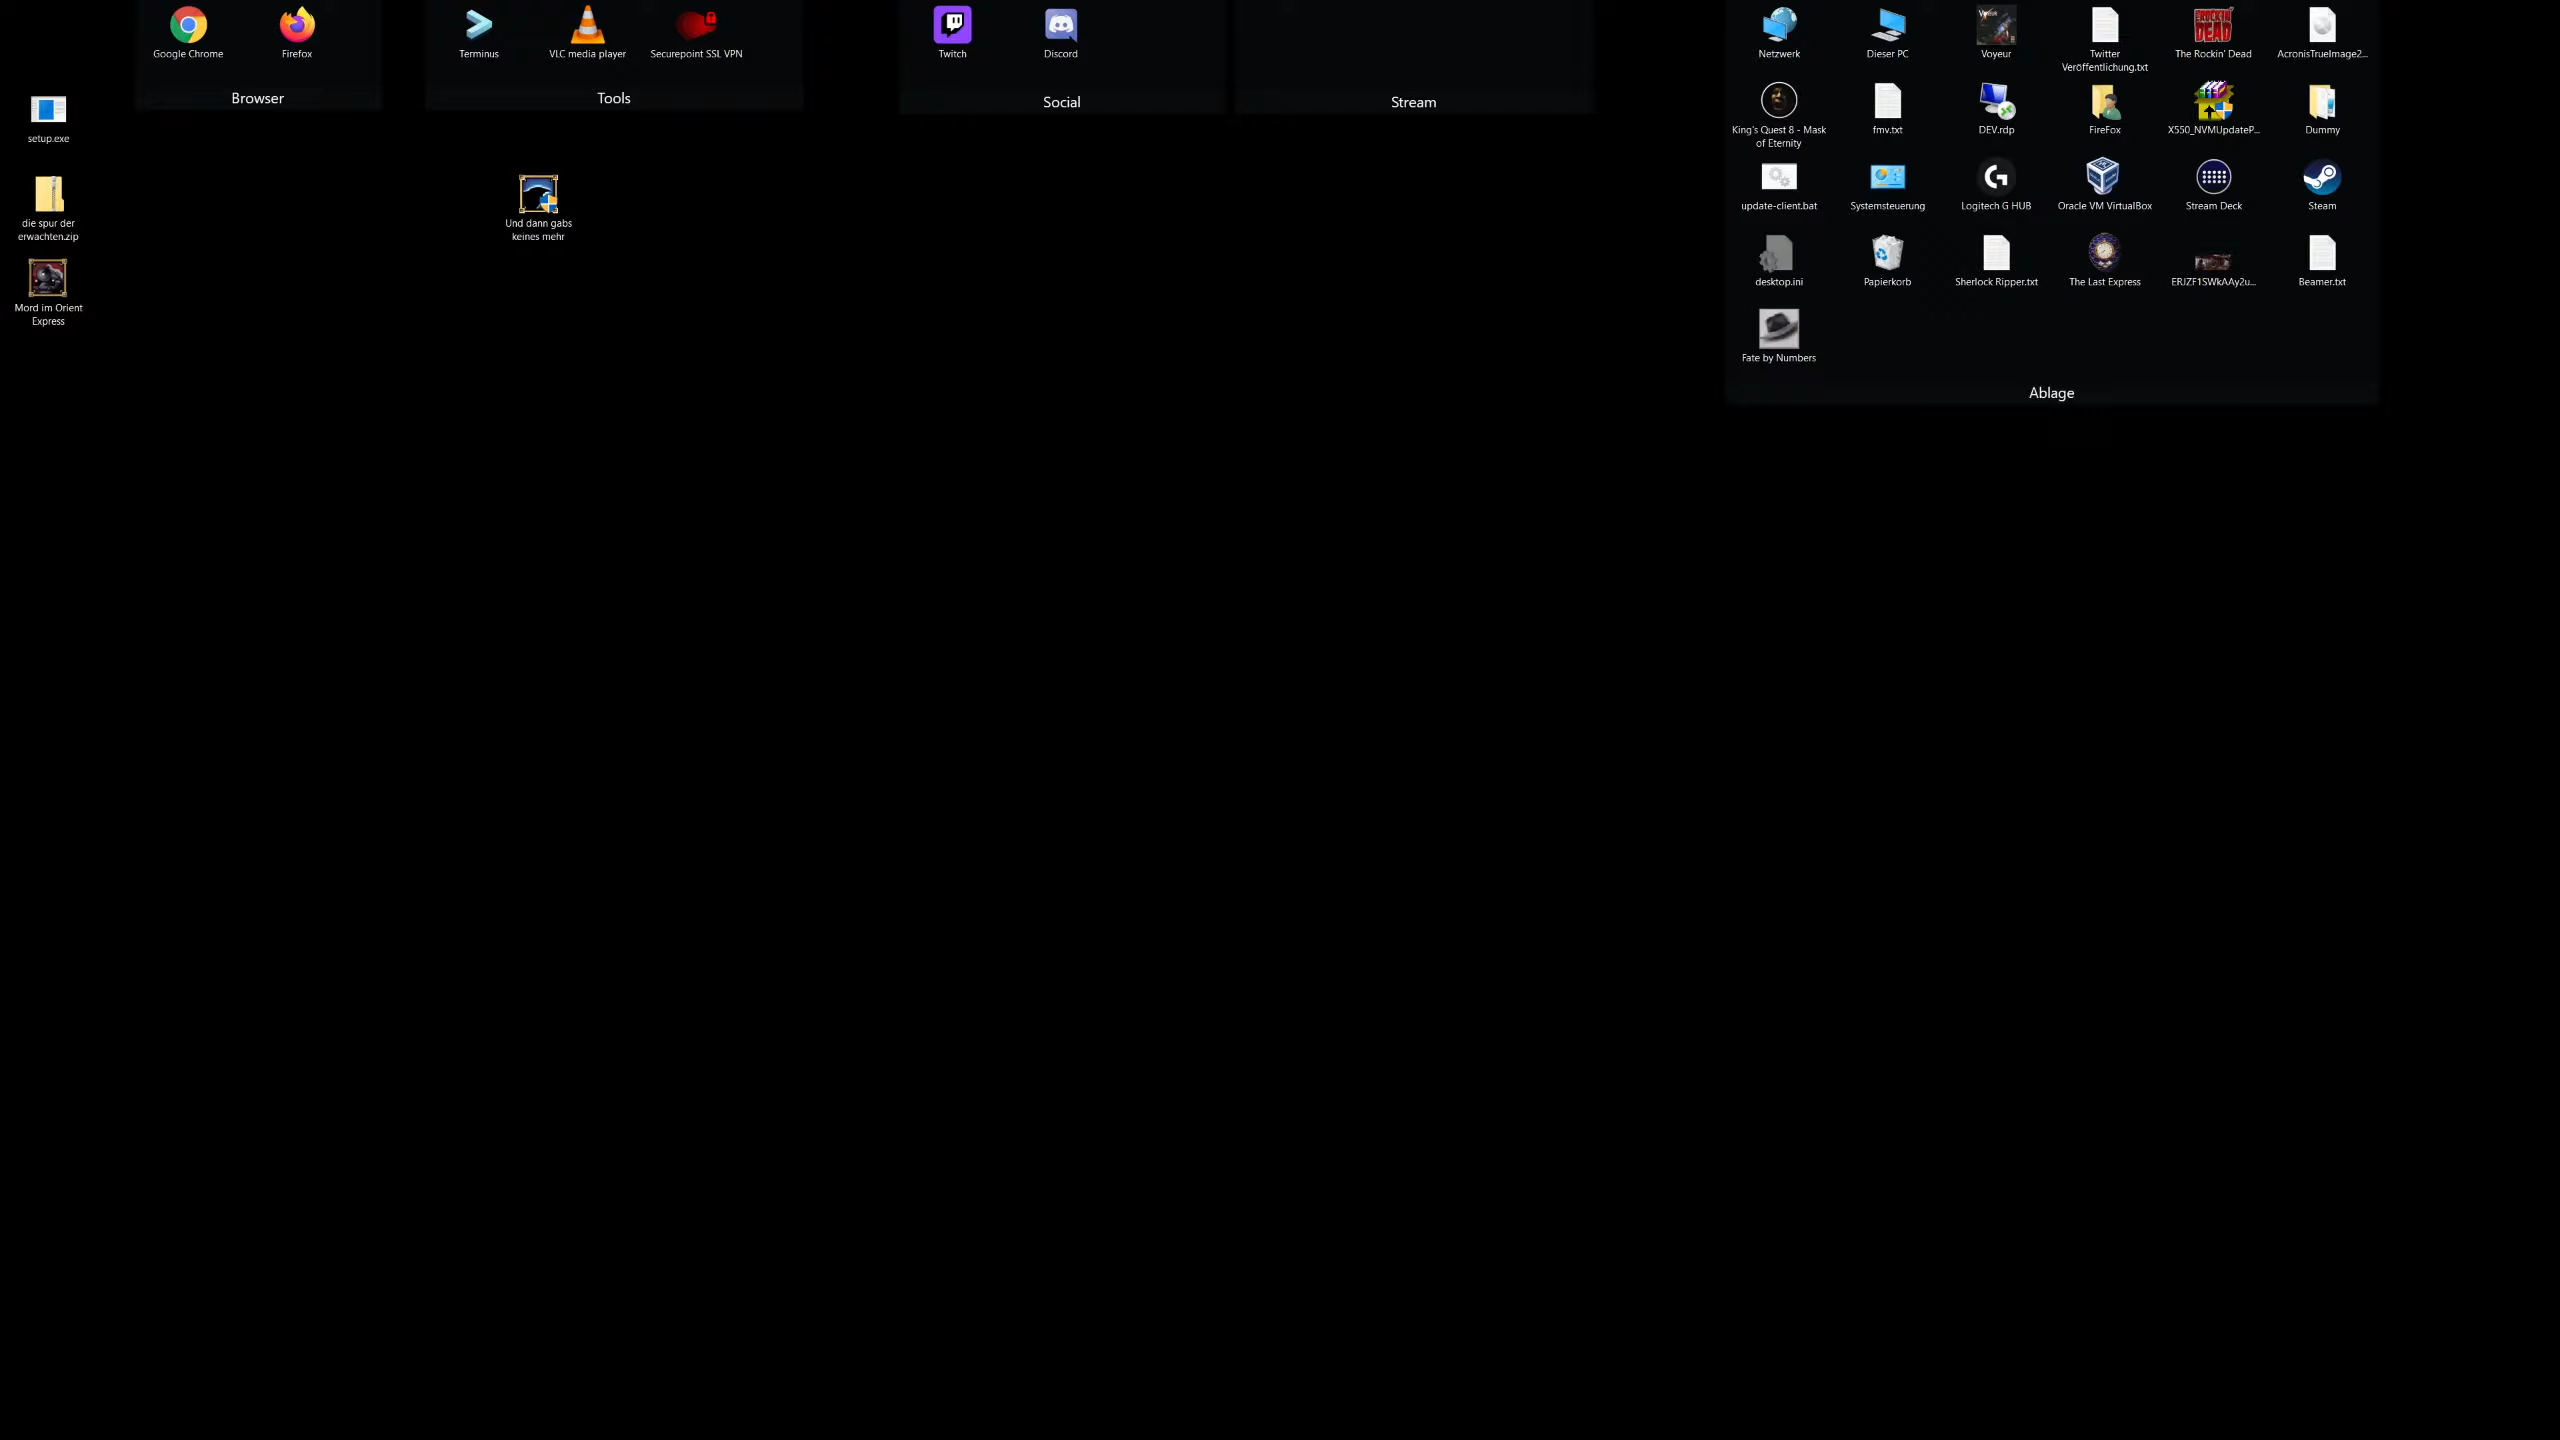 Google Chrome
Firefox
Browser
Terminus
VLC media player
Securepoint SSL VPN
Tools
Twitch
Discord
Social
Stream
Netzwerk
Dieser PC
Voyeur
Twitter
Veröffentlichung.txt
The Rockin' Dead
AcronisTrueImage2...
King's Quest 8 - Mask
of Eternity
fmv.txt
DEV.rdp
FireFox
X550_NVMUpdateP...
Dummy
update-client.bat
Systemsteuerung
Logitech G HUB
Oracle VM VirtualBox
Stream Deck
Steam
desktop.ini
Papierkorb
Sherlock Ripper.txt
The Last Express
ERJZF1SWkAAy2u...
Beamer.txt
Fate by Numbers
Ablage
setup.exe
die spur der
erwachten.zip
Mord im Orient
Express
Und dann gabs
keines mehr